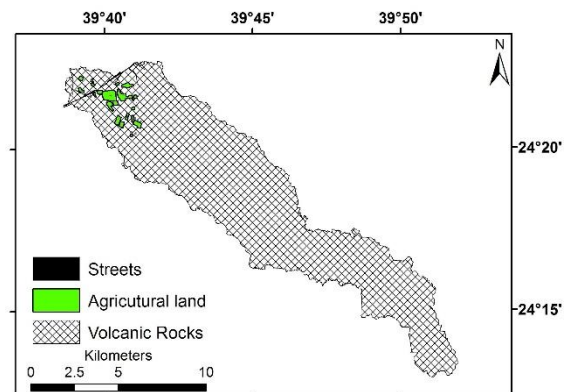 39°40' 39°45' 39°50'
N
24°20'
24°15'
Streets
Agricutural land
Volcanic Rocks
Kilometers
0 2.5 5 10